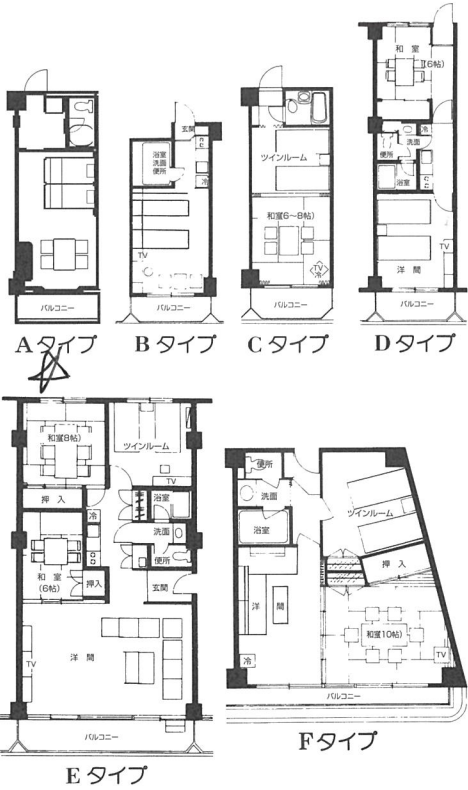 バルコニー
Aタイプ
玄関
浴室
洗面
便所
冷
TV
バルコニー
Bタイプ
ツインルーム
和室6〜8帖)
TV
冷
バルコニー
Cタイプ
和室
(6帖)
冷
洗面
便所
浴室
TV
洋間
バルコニー
Dタイプ
和室8帖)
ツインルーム
TV
押入
浴室
冷
洗面
便所
和室
(6帖)
押入
玄関
TV
洋間
バルコニー
Eタイプ
便所
洗面
浴室
ツインルーム
押入
洋間
和室10帖)
冷
TV
バルコニー
Fタイプ